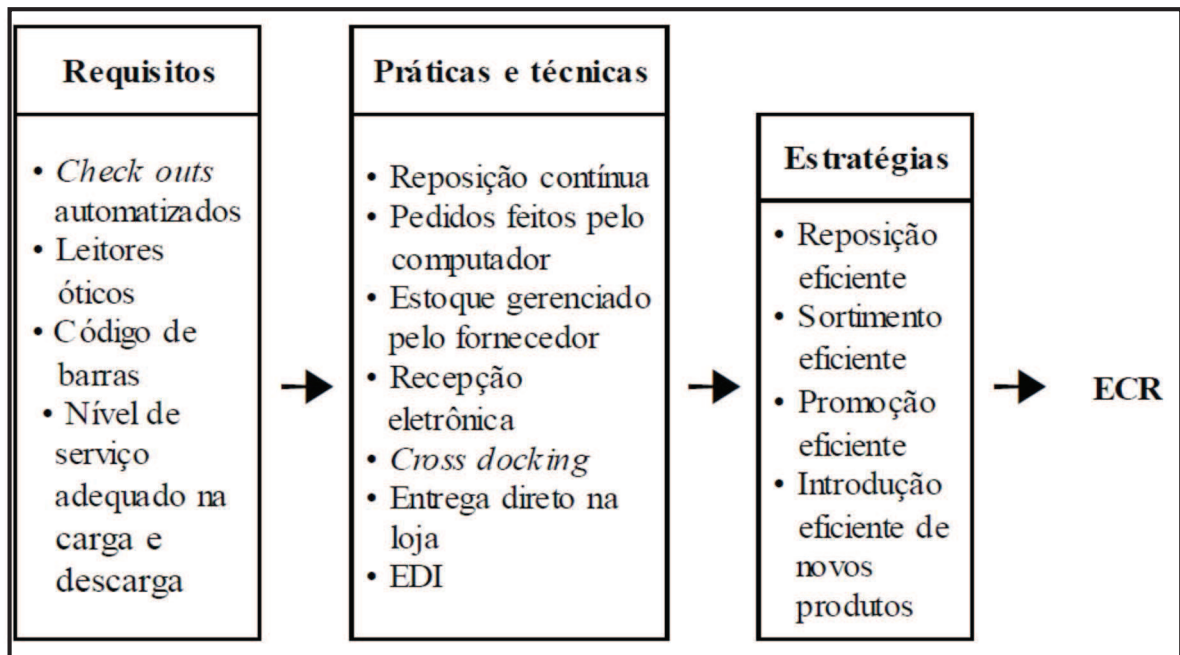 Requisitos
• Check outs
automatizados
• Leitores
óticos
• Código de
barras
• Nível de
serviço
adequado na
carga e
descarga
Práticas e técnicas
• Reposição contínua
• Pedidos feitos pelo
computador
• Estoque gerenciado
pelo fornecedor
• Recepção
eletrônica
• Cross docking
• Entrega direto na
loja
• EDI
Estratégias
• Reposição
eficiente
• Sortimento
eficiente
• Promoção
eficiente
• Introdução
eficiente de
novos
produtos
ECR